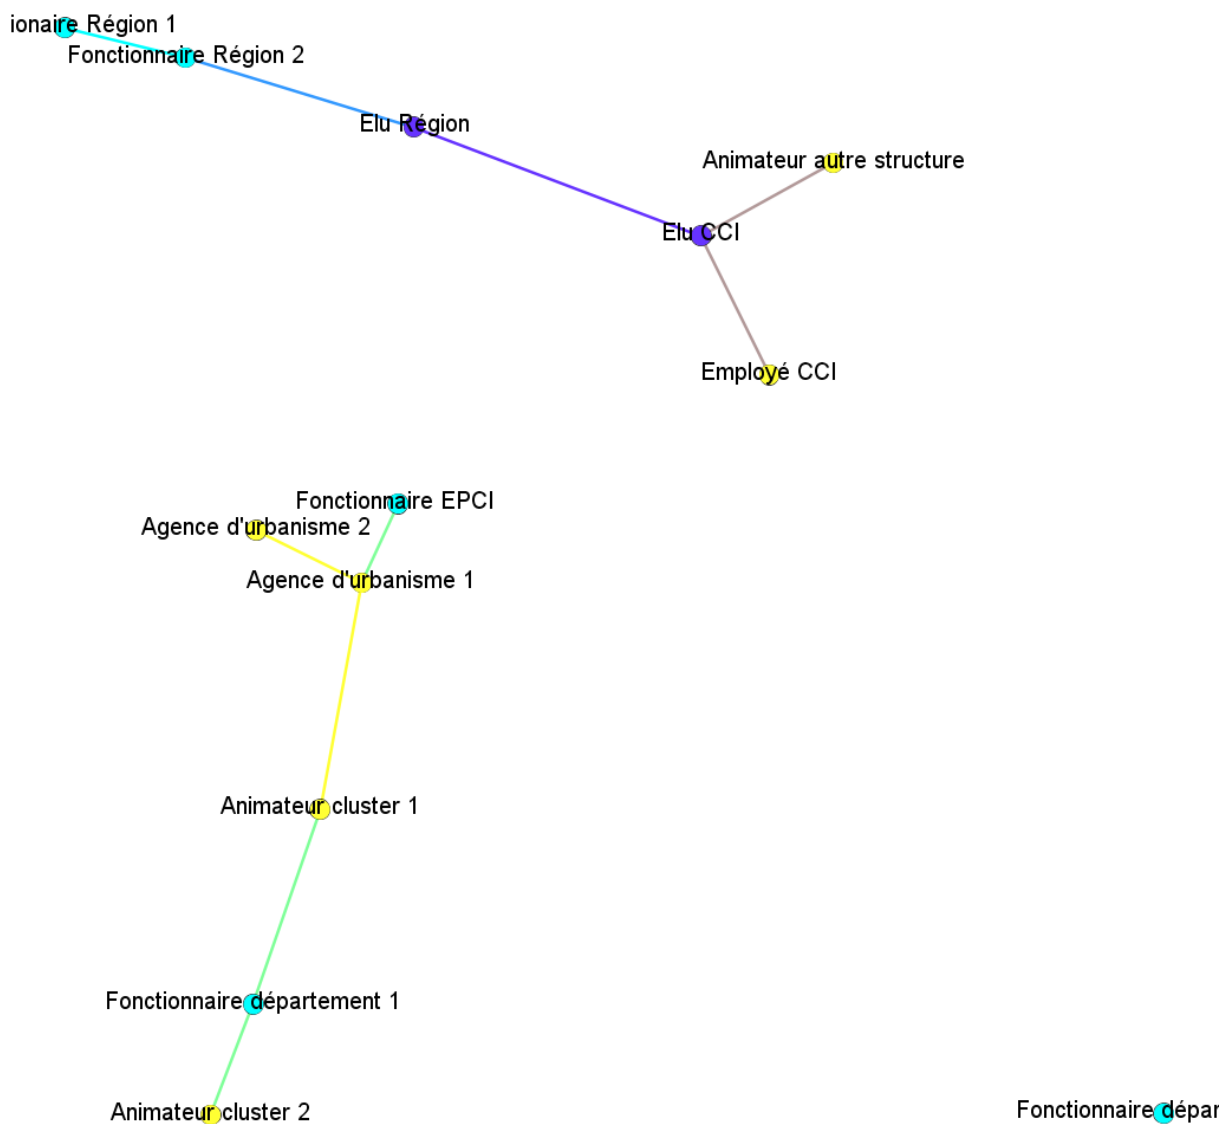 ionaire Région 1
Fonctionnaire Région 2
Elu Région
Animateur autre structure
Elu CCI
Employé CCI
Fonctionnaire EPCI
Agence d'urbanisme 2
Agence d'urbanisme 1
Animateur cluster 1
Fonctionnaire département 1
Animateur cluster 2
Fonctionnaire dépar